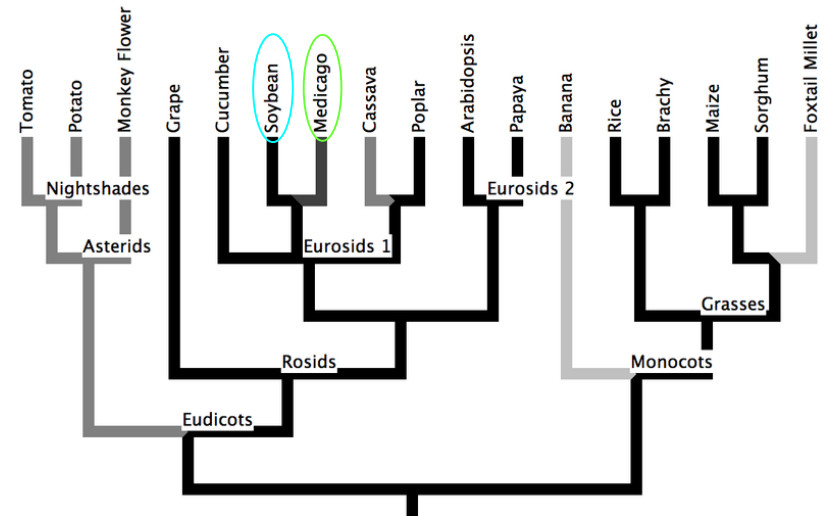 Tomato
Potato
Monkey Flower
Grape
Cucumber
Soybean
Medicago
Cassava
Poplar
Arabidopsis
Papaya
Banana
Rice
Brachy
Maize
Sorghum
Foxtail Millet
Nightshades
Eurosids 2
Asterids
Eurosids 1
Grasses
Rosids
Monocots
Eudicots